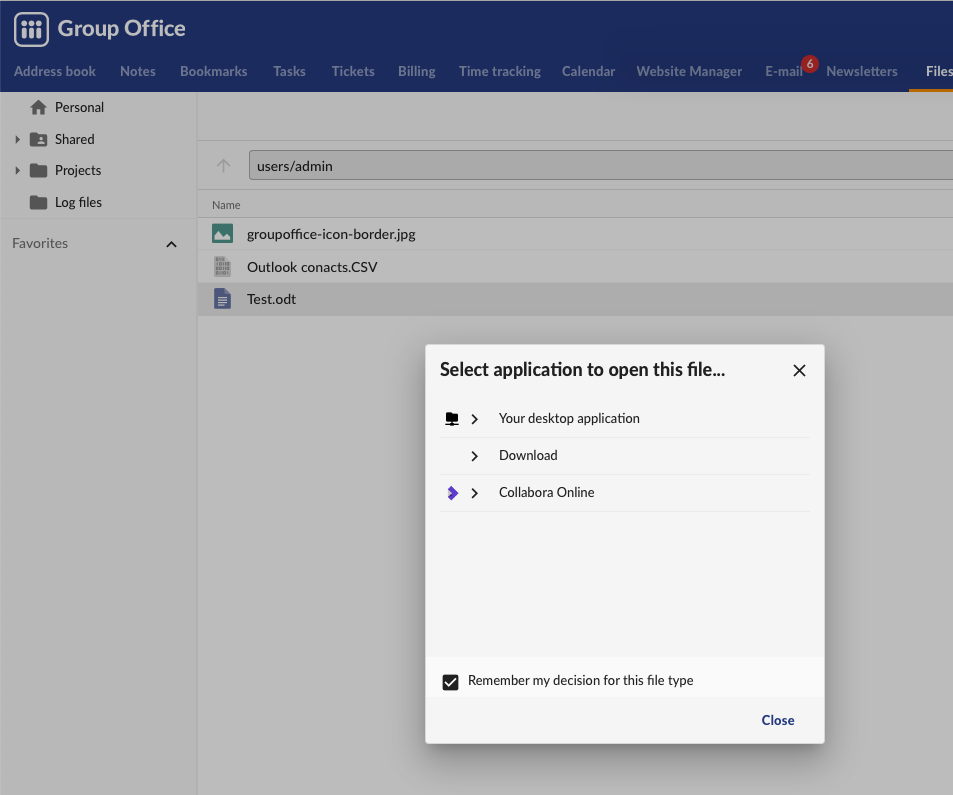 Group Office
Address book Notes Bookmarks Tasks Tickets Billing Time tracking Calendar Website Manager E-mail 6 Newsletters Files
Personal
Shared
Projects
Log files
Favorites
users/admin
Name
groupoffice-icon-border.jpg
Outlook conacts.CSV
Test.odt
Select application to open this file...
Your desktop application
Download
Collabora Online
Remember my decision for this file type
Close